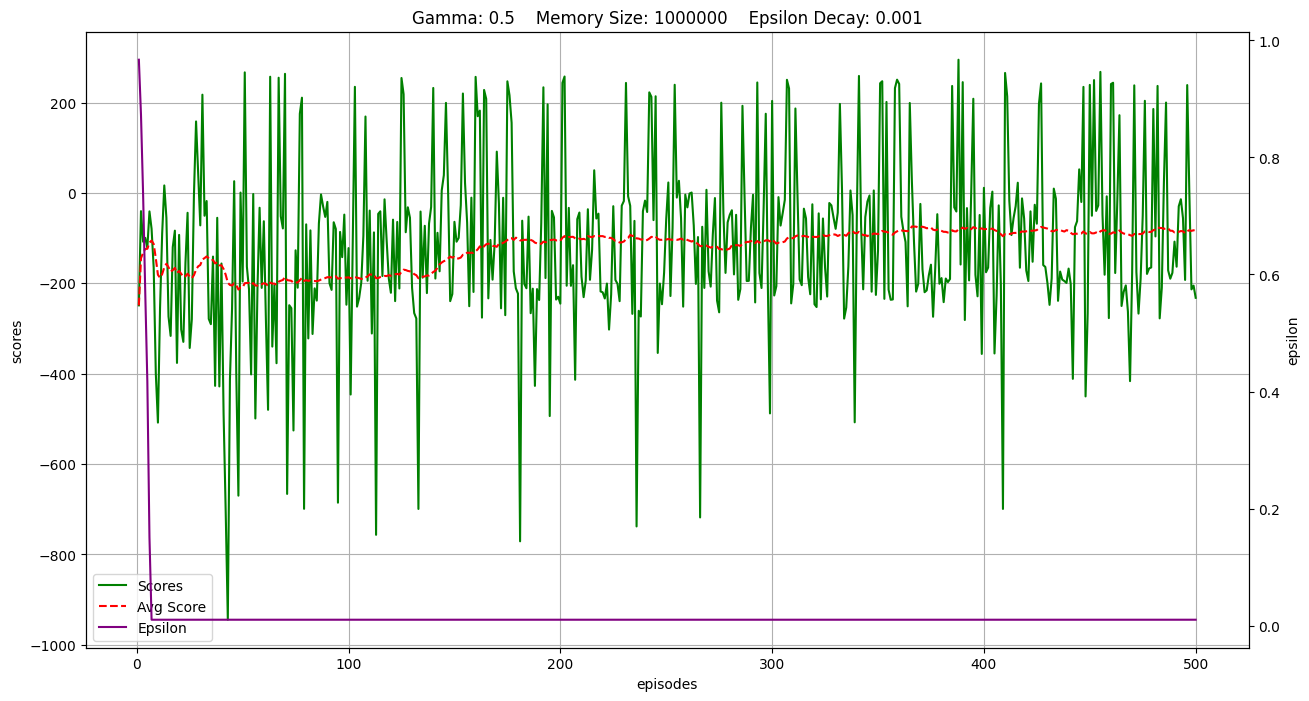 Gamma: 0.5    Memory Size: 1000000    Epsilon Decay: 0.001
scores
200
0
−200
−400
−600
−800
−1000
1.0
0.8
0.6
0.4
0.2
0.0
epsilon
Scores
Avg Score
Epsilon
0 100 200 300 400 500
episodes